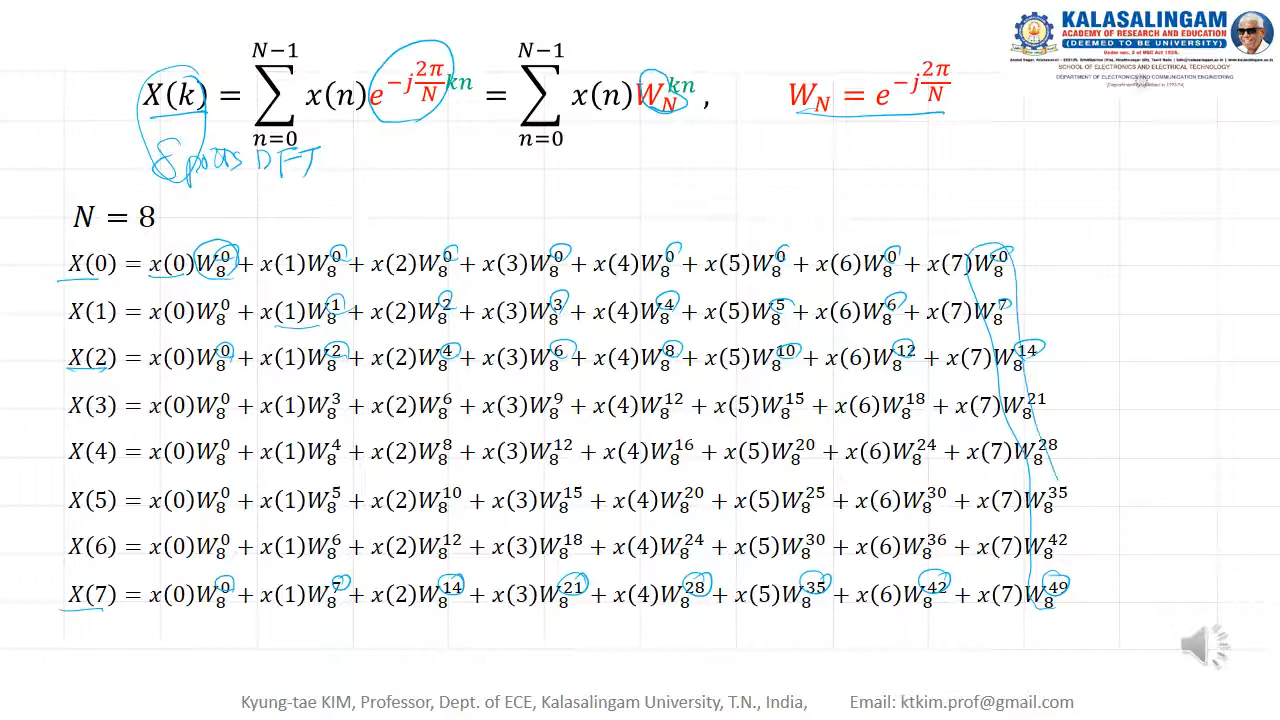 KALASALINGAM
ACADEMY OF RESEARCH AND EDUCATION
(DEEMED TO BE UNIVERSITY)
SCHOOL OF ELECTRONICS AND ELECTRICAL TECHNOLOGY
DEPARTMENT OF ELECTRONICS AND COMMUNICATION ENGINEERING
X(k) = ∑_{n=0}^{N−1} x(n)e^{−j\frac{2π}{N}kn} = ∑_{n=0}^{N−1} x(n)W_N^{kn} , W_N = e^{−j\frac{2π}{N}}
DFT
N = 8
X(0) = x(0)W_8^0 + x(1)W_8^0 + x(2)W_8^0 + x(3)W_8^0 + x(4)W_8^0 + x(5)W_8^0 + x(6)W_8^0 + x(7)W_8^0
X(1) = x(0)W_8^0 + x(1)W_8^1 + x(2)W_8^2 + x(3)W_8^3 + x(4)W_8^4 + x(5)W_8^5 + x(6)W_8^6 + x(7)W_8^7
X(2) = x(0)W_8^0 + x(1)W_8^2 + x(2)W_8^4 + x(3)W_8^6 + x(4)W_8^8 + x(5)W_8^{10} + x(6)W_8^{12} + x(7)W_8^{14}
X(3) = x(0)W_8^0 + x(1)W_8^3 + x(2)W_8^6 + x(3)W_8^9 + x(4)W_8^{12} + x(5)W_8^{15} + x(6)W_8^{18} + x(7)W_8^{21}
X(4) = x(0)W_8^0 + x(1)W_8^4 + x(2)W_8^8 + x(3)W_8^{12} + x(4)W_8^{16} + x(5)W_8^{20} + x(6)W_8^{24} + x(7)W_8^{28}
X(5) = x(0)W_8^0 + x(1)W_8^5 + x(2)W_8^{10} + x(3)W_8^{15} + x(4)W_8^{20} + x(5)W_8^{25} + x(6)W_8^{30} + x(7)W_8^{35}
X(6) = x(0)W_8^0 + x(1)W_8^6 + x(2)W_8^{12} + x(3)W_8^{18} + x(4)W_8^{24} + x(5)W_8^{30} + x(6)W_8^{36} + x(7)W_8^{42}
X(7) = x(0)W_8^0 + x(1)W_8^7 + x(2)W_8^{14} + x(3)W_8^{21} + x(4)W_8^{28} + x(5)W_8^{35} + x(6)W_8^{42} + x(7)W_8^{49}
Kyung-tae KIM, Professor, Dept. of ECE, Kalasalingam University, T.N., India, Email: ktkim.prof@gmail.com